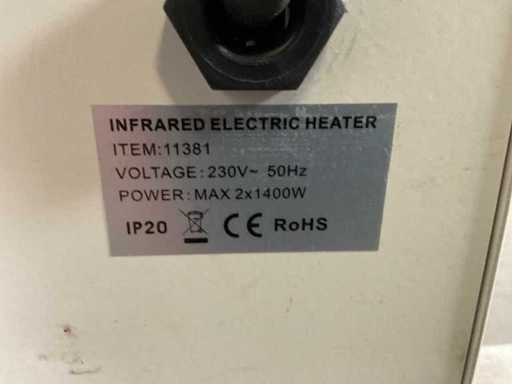 INFRARED ELECTRIC HEATER
ITEM:11381
VOLTAGE:230V~ 50Hz
POWER:MAX 2x1400W
IP20 CE RoHS